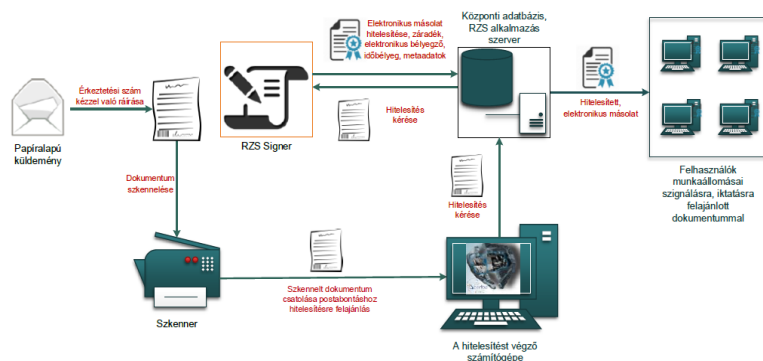 Elektronikus másolat
hitelesítése, záradék,
elektronikus bélyegző,
időbélyeg, metaadatok
Központi adatbázis,
RZS alkalmazás
szerver
Érkeztetési szám
kézzel való ráírása
Papíralapú
küldemény
RZS Signer
Hitelesítés
kérése
Hitelesített,
elektronikus másolat
Felhasználók
munkaállomásai
szignálásra, iktatásra
felajánlott
dokumentummal
Dokumentum
szkennelése
Hitelesítés
kérése
Szkenner
Szkennelt dokumentum
csatolása postabontáshoz
hitelesítésre felajánlás
A hitelesítést végző
számítógépe